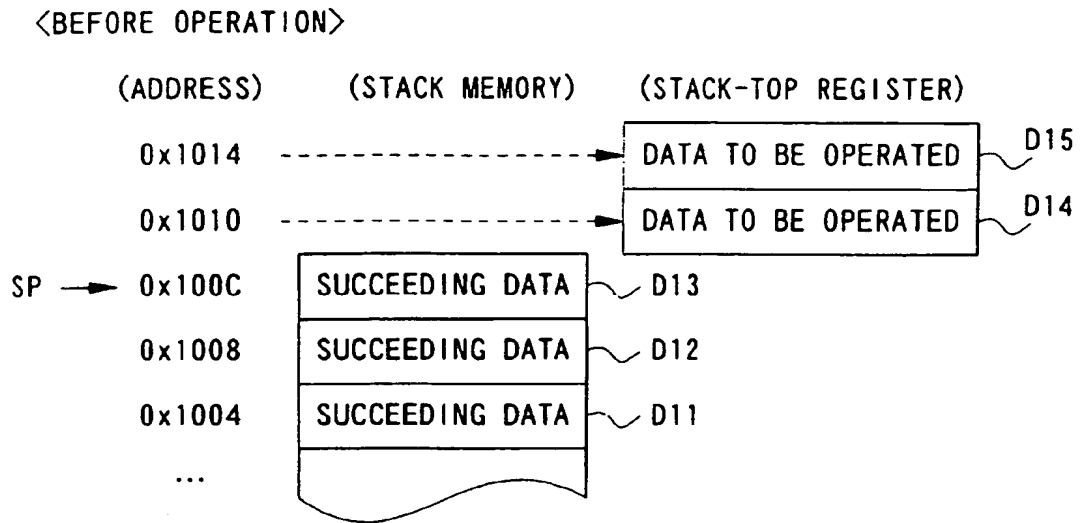 <BEFORE OPERATION>
(ADDRESS) (STACK MEMORY) (STACK-TOP REGISTER)
0x1014 DATA TO BE OPERATED D15
0x1010 DATA TO BE OPERATED D14
SP 0x100C SUCCEEDING DATA D13
0x1008 SUCCEEDING DATA D12
0x1004 SUCCEEDING DATA D11
...